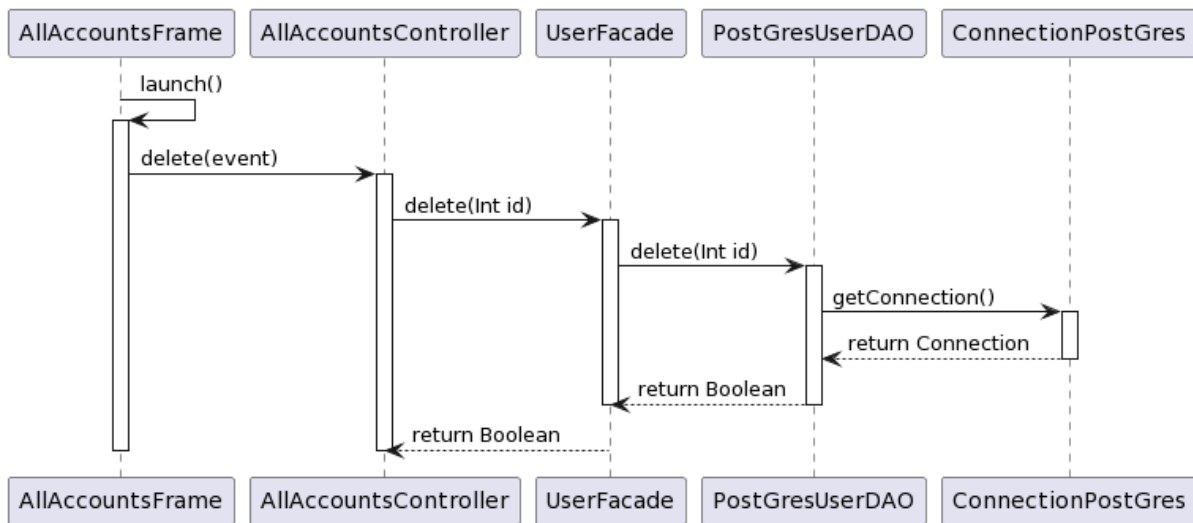 AllAccountsFrame AllAccountsController UserFacade PostGresUserDAO ConnectionPostGres
launch()
delete(event)
delete(Int id)
delete(Int id)
getConnection()
return Connection
return Boolean
return Boolean
AllAccountsFrame AllAccountsController UserFacade PostGresUserDAO ConnectionPostGres